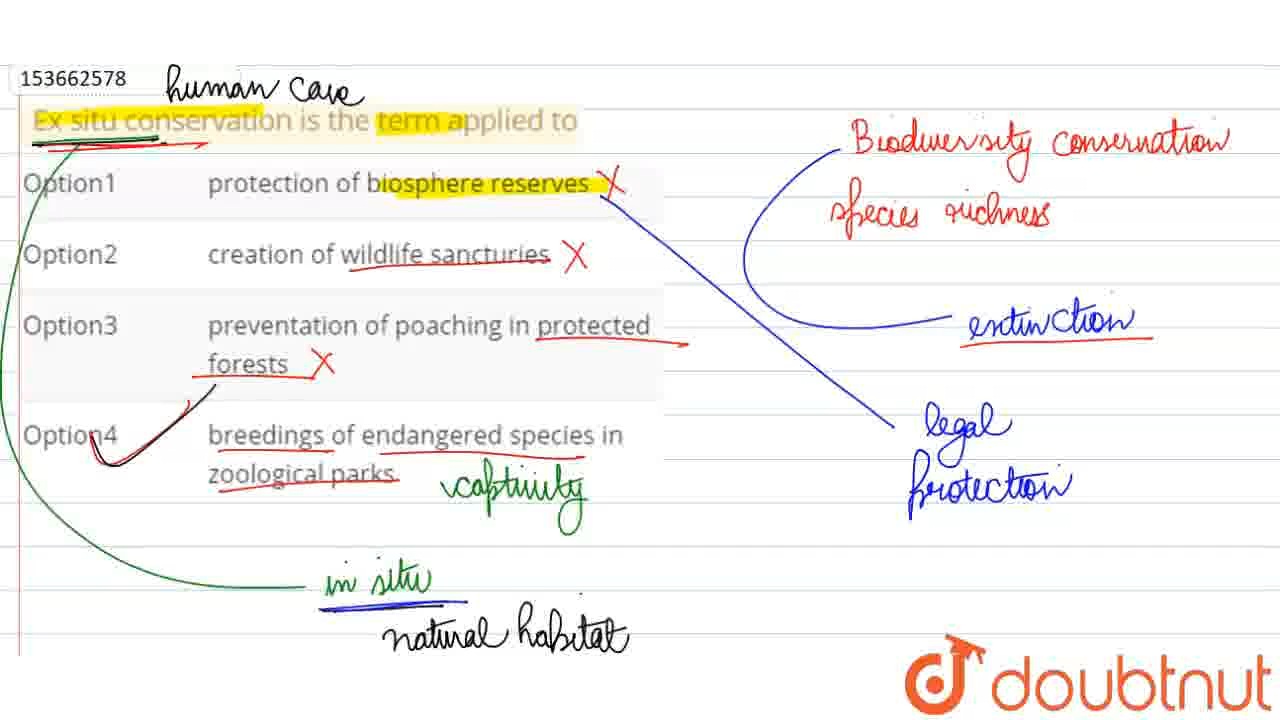 153662578
human care
Ex situ conservation is the term applied to
Option1 protection of biosphere reserves X
Option2 creation of wildlife sancturies X
Option3 preventation of poaching in protected
forests X
Option4 breedings of endangered species in
zoological parks.
captivity
in situ
natural habitat
Biodiversity conservation
species richness
extinction
legal
protection
doubtnut